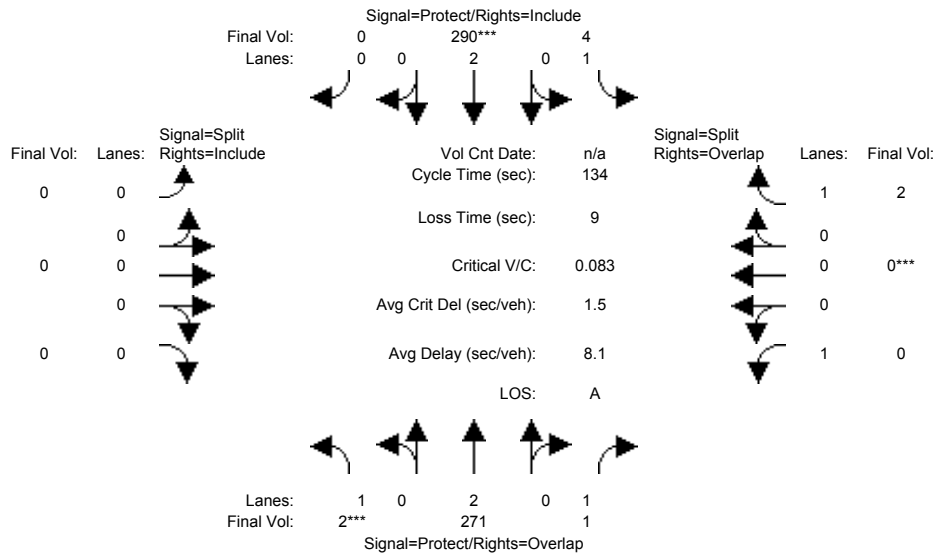 Signal=Protect/Rights=Include
Final Vol: 0 290*** 4
Lanes: 0 0 2 0 1
Signal=Split Signal=Split
Final Vol: Lanes: Rights=Include Vol Cnt Date: n/a Rights=Overlap Lanes: Final Vol:
Cycle Time (sec): 134
0 0 1 2
Loss Time (sec): 9
0 0
0 0 Critical V/C: 0.083 0 0***
0 Avg Crit Del (sec/veh): 1.5 0
0 0 Avg Delay (sec/veh): 8.1 1 0
LOS: A
Lanes: 1 0 2 0 1
Final Vol: 2*** 271 1
Signal=Protect/Rights=Overlap